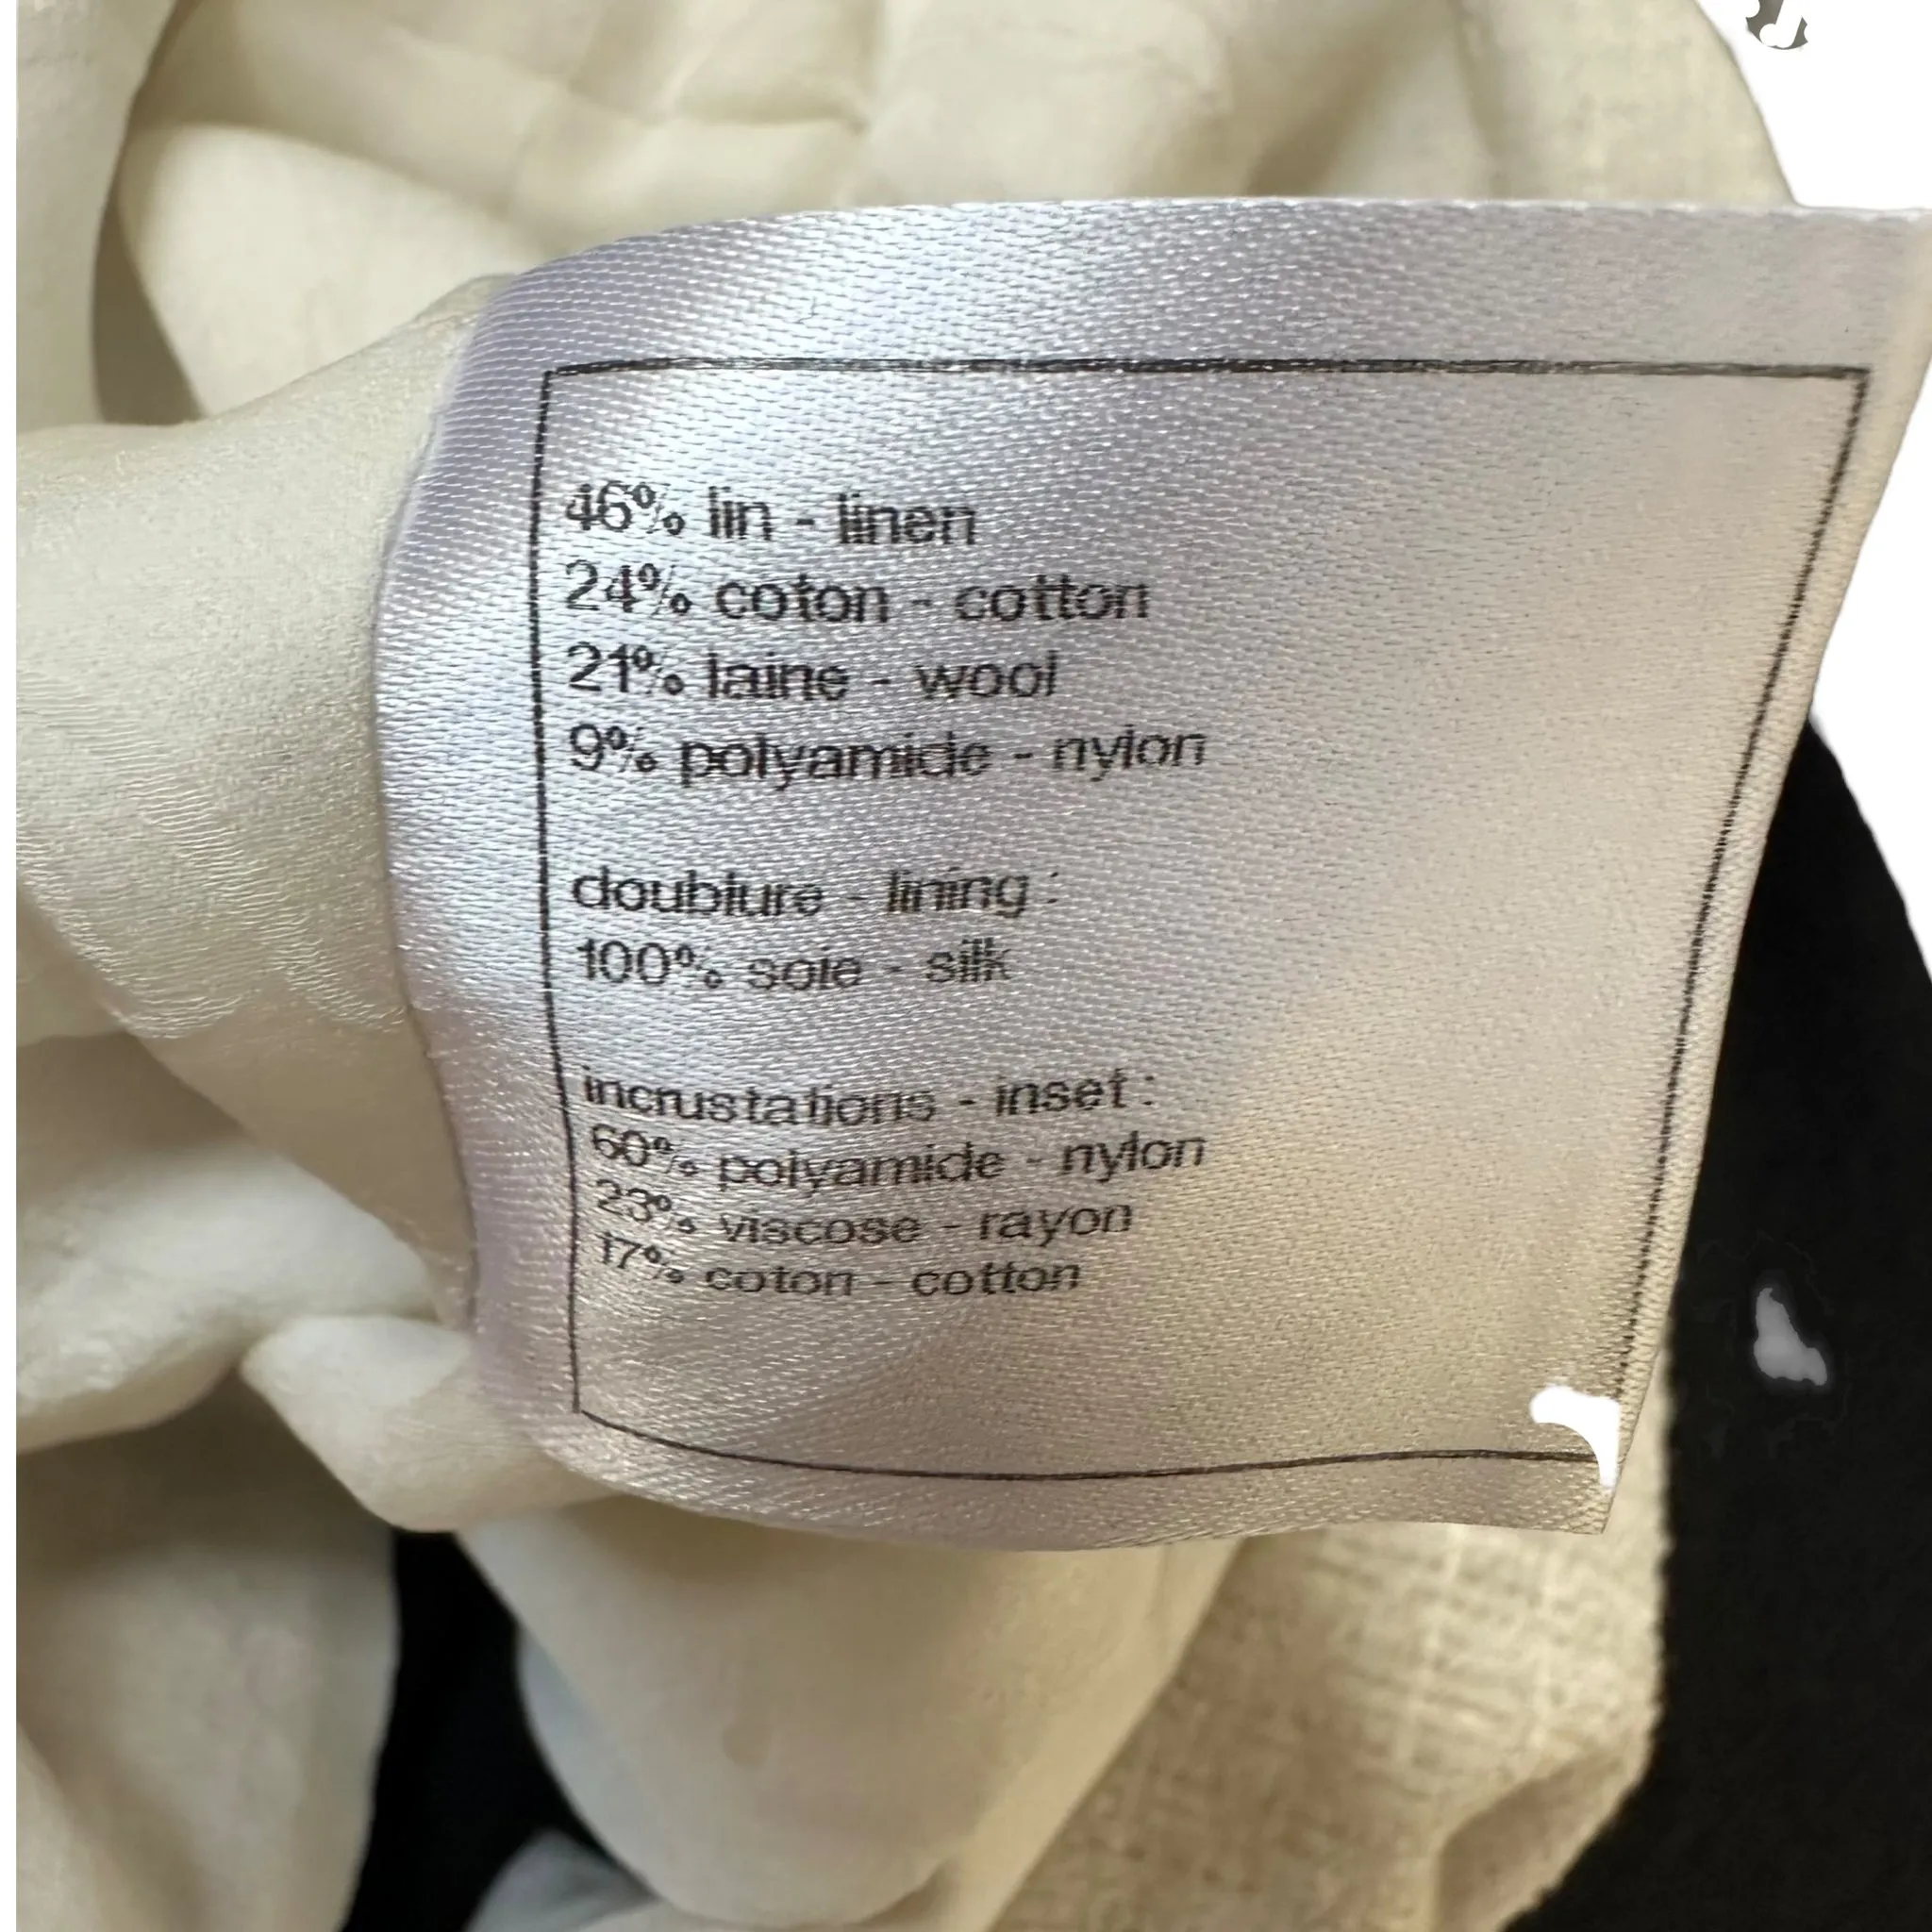 46% lin - linen
24% coton - cotton
21% laine - wool
9% polyamide - nylon
doublure - lining :
100% soie - silk
incrustations - inset :
60% polyamide - nylon
23% viscose - rayon
17% coton - cotton